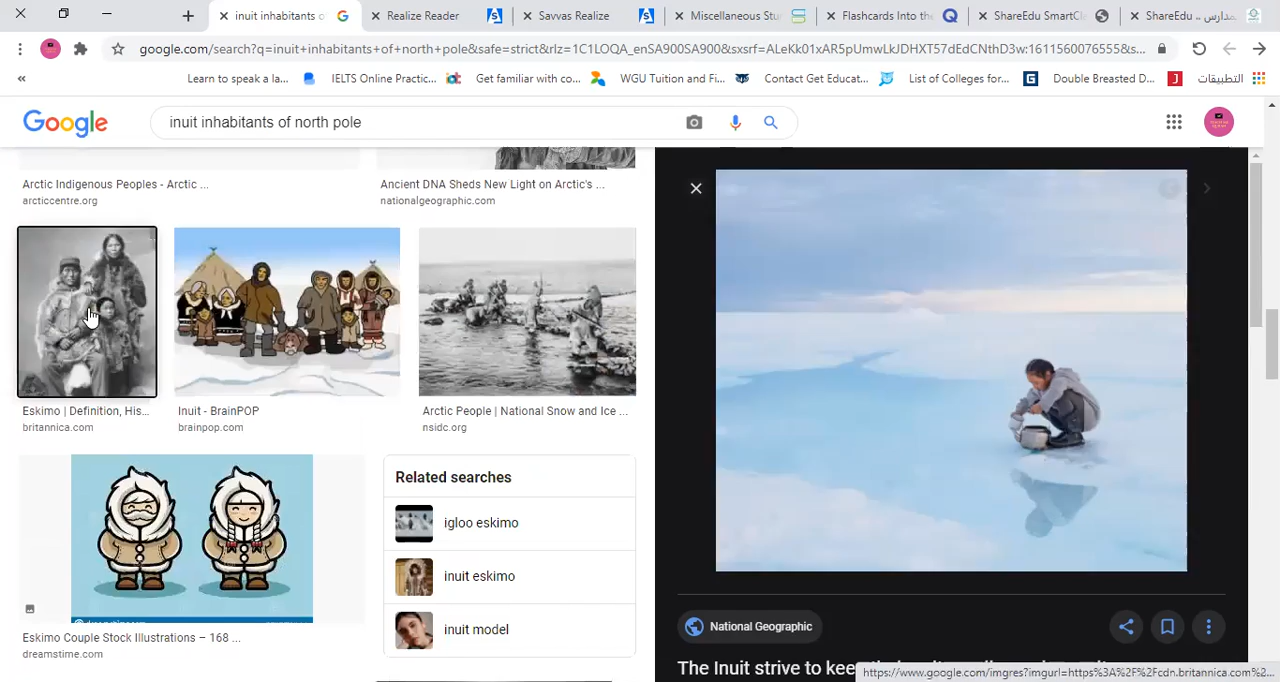 inuit inhabitants of
Realize Reader
Savvas Realize
Miscellaneous Stu
Flashcards Into the
ShareEdu SmartCl
ShareEdu .. مدارس
google.com/search?q=inuit+inhabitants+of+north+pole&safe=strict&rlz=1C1LOQA_enSA900SA900&sxsrf=ALeKk01xAR5pUmwLkJDHXT57dEdCNthD3w:1611560076555&s...
«
Learn to speak a la...
IELTS Online Practic...
Get familiar with co...
WGU Tuition and Fi...
Contact Get Educat...
List of Colleges for...
Double Breasted D...
التطبيقات
Google
inuit inhabitants of north pole
Arctic Indigenous Peoples - Arctic ...
arcticcentre.org
Ancient DNA Sheds New Light on Arctic's ...
nationalgeographic.com
Eskimo | Definition, His...
britannica.com
Inuit - BrainPOP
brainpop.com
Arctic People | National Snow and Ice ...
nsidc.org
dreamstime.com
Eskimo Couple Stock Illustrations – 168 ...
dreamstime.com
Related searches
igloo eskimo
inuit eskimo
inuit model
National Geographic
https://www.google.com/imgres?imgurl=https%3A%2F%2Fcdn.britannica.com%2...
The Inuit strive to